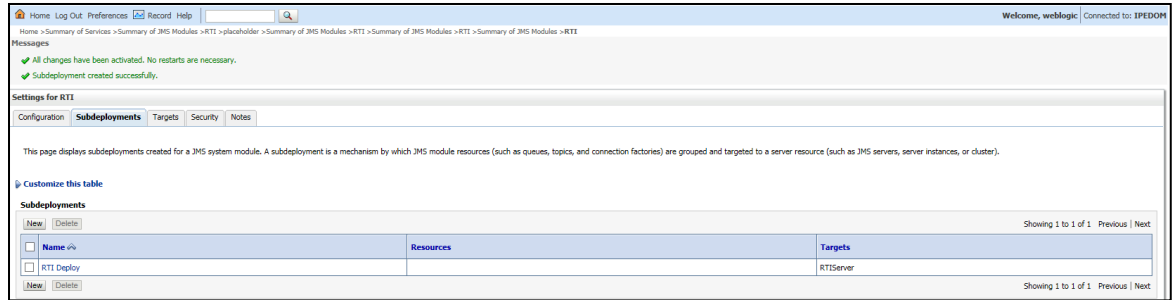 Home Log Out Preferences Record Help
Welcome, weblogic Connected to: IPEDOM
Home >Summary of Services >Summary of JMS Modules >RTI >placeholder >Summary of JMS Modules >RTI >Summary of JMS Modules >RTI >Summary of JMS Modules >RTI
Messages
All changes have been activated. No restarts are necessary.
Subdeployment created successfully.
Settings for RTI
Configuration Subdeployments Targets Security Notes
This page displays subdeployments created for a JMS system module. A subdeployment is a mechanism by which JMS module resources (such as queues, topics, and connection factories) are grouped and targeted to a server resource (such as JMS servers, server instances, or cluster).
Customize this table
Subdeployments
New Delete Showing 1 to 1 of 1 Previous | Next
Name Resources Targets
RTI Deploy RTIServer
New Delete Showing 1 to 1 of 1 Previous | Next